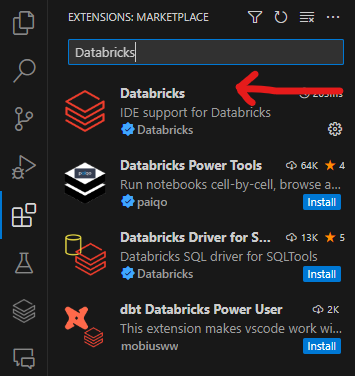 EXTENSIONS: MARKETPLACE
Databricks
Databricks
IDE support for Databricks
Databricks
Databricks Power Tools 64K 4
Run notebooks cell-by-cell, browse a...
paiqo Install
Databricks Driver for S... 13K 5
Databricks SQL driver for SQLTools
Databricks Install
dbt Databricks Power User 2K
This extension makes vscode work wi...
mobiusww Install